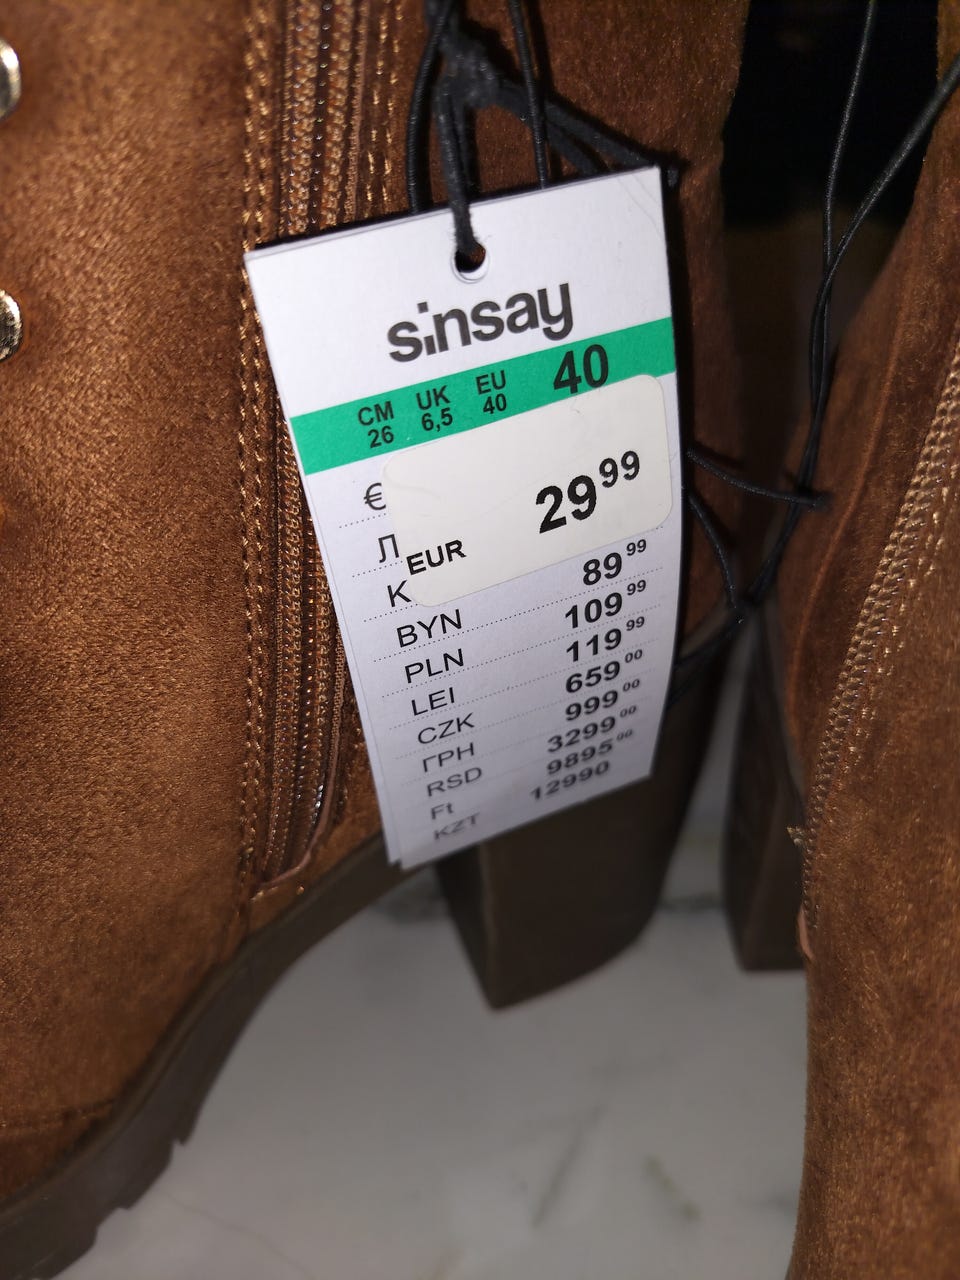 sinsay
CM UK EU 40
26 6,5 40
€
29 99
Л
EUR
K
BYN 89 99
PLN 109 99
LEI 119 99
CZK 659 00
ГРН 999 00
RSD 3299 00
Ft 9895 00
KZT 12990